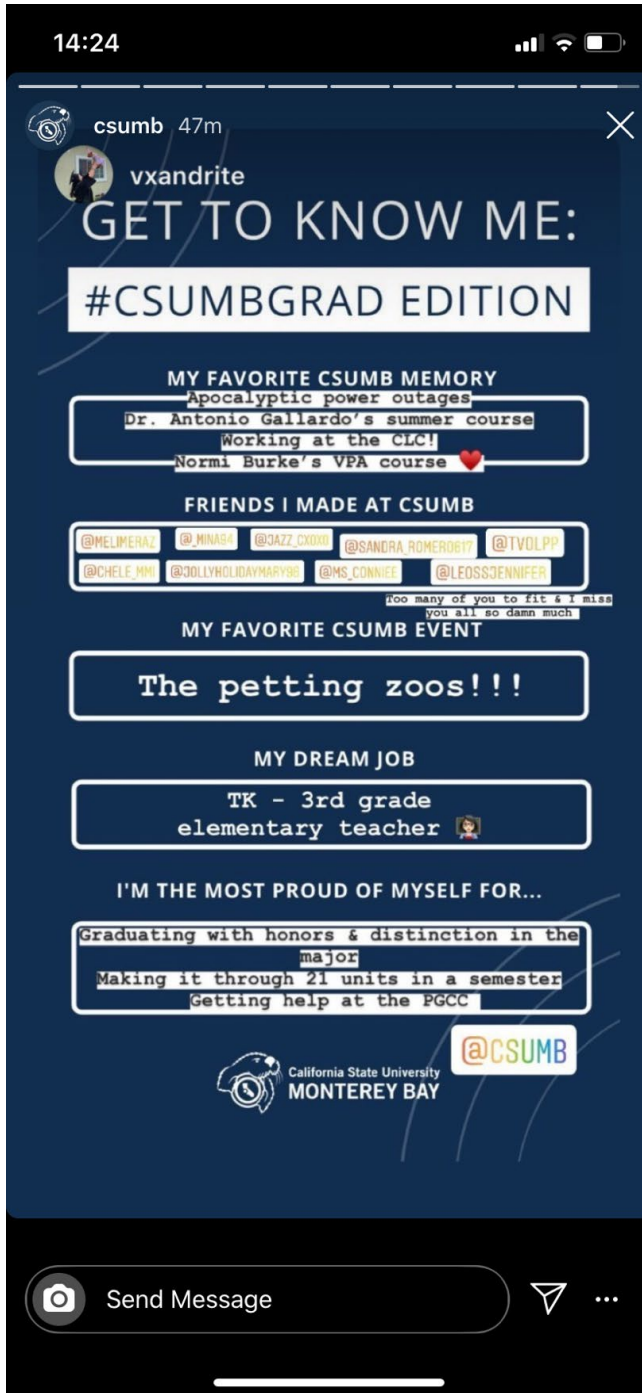 14:24
csumb 47m
vxandrite
GET TO KNOW ME:
#CSUMBGRAD EDITION
MY FAVORITE CSUMB MEMORY
Apocalyptic power outages
Dr. Antonio Gallardo's summer course
Working at the CLC!
Normi Burke's VPA course ❤️
FRIENDS I MADE AT CSUMB
@MELIMERAZ @_MINA94 @JAZZ_CXOXO @SANDRA_ROMERO617 @TVOLPP
@CHELE_MMI @JOLLYHOLIDAYMARY98 @MS_CONNIEE @LEOSSJENNIFER
Too many of you to fit & I miss
you all so damn much
MY FAVORITE CSUMB EVENT
The petting zoos!!!
MY DREAM JOB
TK - 3rd grade
elementary teacher 👩🏻‍🏫
I'M THE MOST PROUD OF MYSELF FOR...
Graduating with honors & distinction in the
major
Making it through 21 units in a semester
Getting help at the PGCC
@CSUMB
California State University
MONTEREY BAY
Send Message